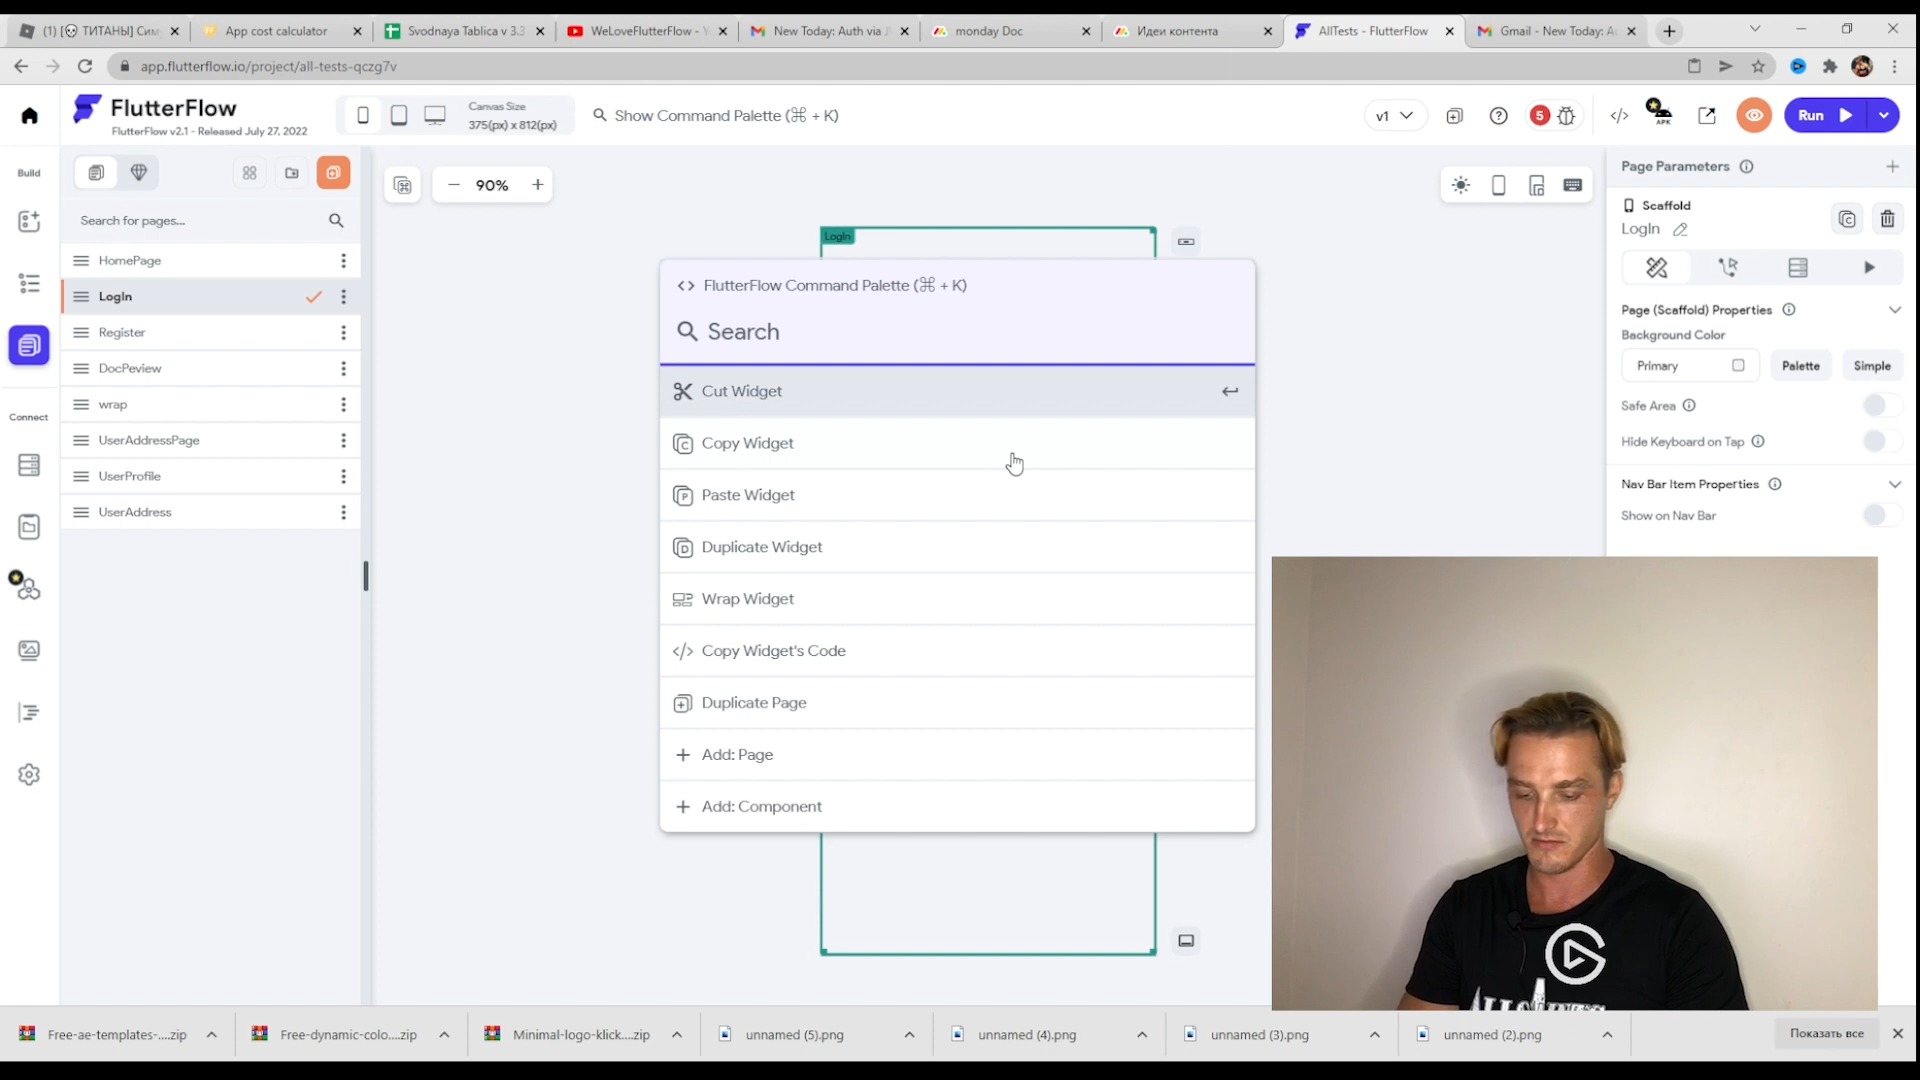 (1) [💀 ТИТАНЫ] Сим
App cost calculator
Svodnaya Tablica v 3.3
WeLoveFlutterFlow - Y
New Today: Auth via J
monday Doc
Идеи контента
AllTests - FlutterFlow
Gmail - New Today: Au
app.flutterflow.io/project/all-tests-qczg7v
FlutterFlow
FlutterFlow v2.1 - Released July 27, 2022
Canvas Size
375(px) x 812(px)
Show Command Palette (⌘ + K)
v1
5
APK
Run
Build
90%
Page Parameters
Search for pages...
Scaffold
LogIn
LogIn
HomePage
LogIn
Register
DocPeview
wrap
UserAddressPage
UserProfile
UserAddress
Connect
FlutterFlow Command Palette (⌘ + K)
Search
Cut Widget
Copy Widget
Paste Widget
Duplicate Widget
Wrap Widget
Copy Widget's Code
Duplicate Page
Add: Page
Add: Component
Page (Scaffold) Properties
Background Color
Primary
Palette
Simple
Safe Area
Hide Keyboard on Tap
Nav Bar Item Properties
Show on Nav Bar
Free-ae-templates-....zip
Free-dynamic-colo....zip
Minimal-logo-klick....zip
unnamed (5).png
unnamed (4).png
unnamed (3).png
unnamed (2).png
Показать все